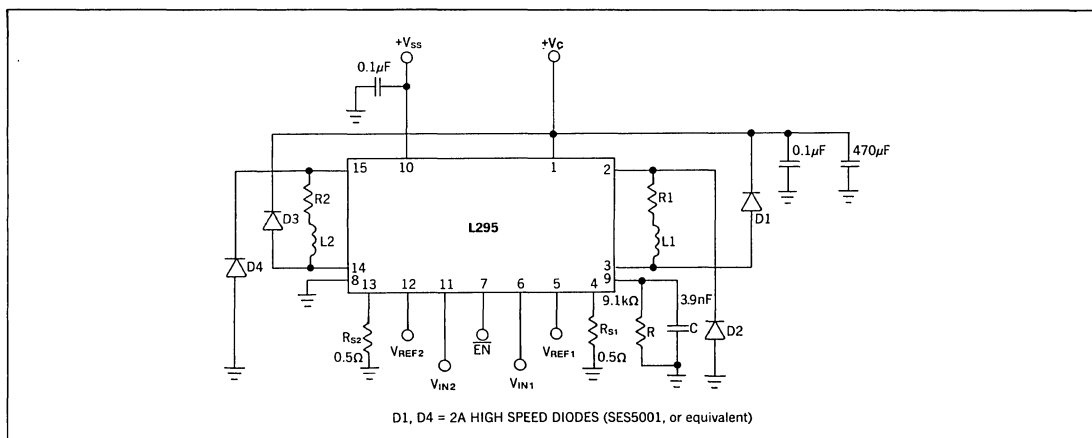 +VSS
+VC
0.1μF
0.1μF
470μF
15
10
1
2
R2
R1
D3
D1
L2
L295
L1
D4
14
3
8
9
13
12
11
7
6
5
4
9.1kΩ
3.9nF
RS2
RS1
R
C
D2
VREF2
EN
VREF1
0.5Ω
0.5Ω
VIN2
VIN1
D1, D4 = 2A HIGH SPEED DIODES (SES5001, or equivalent)